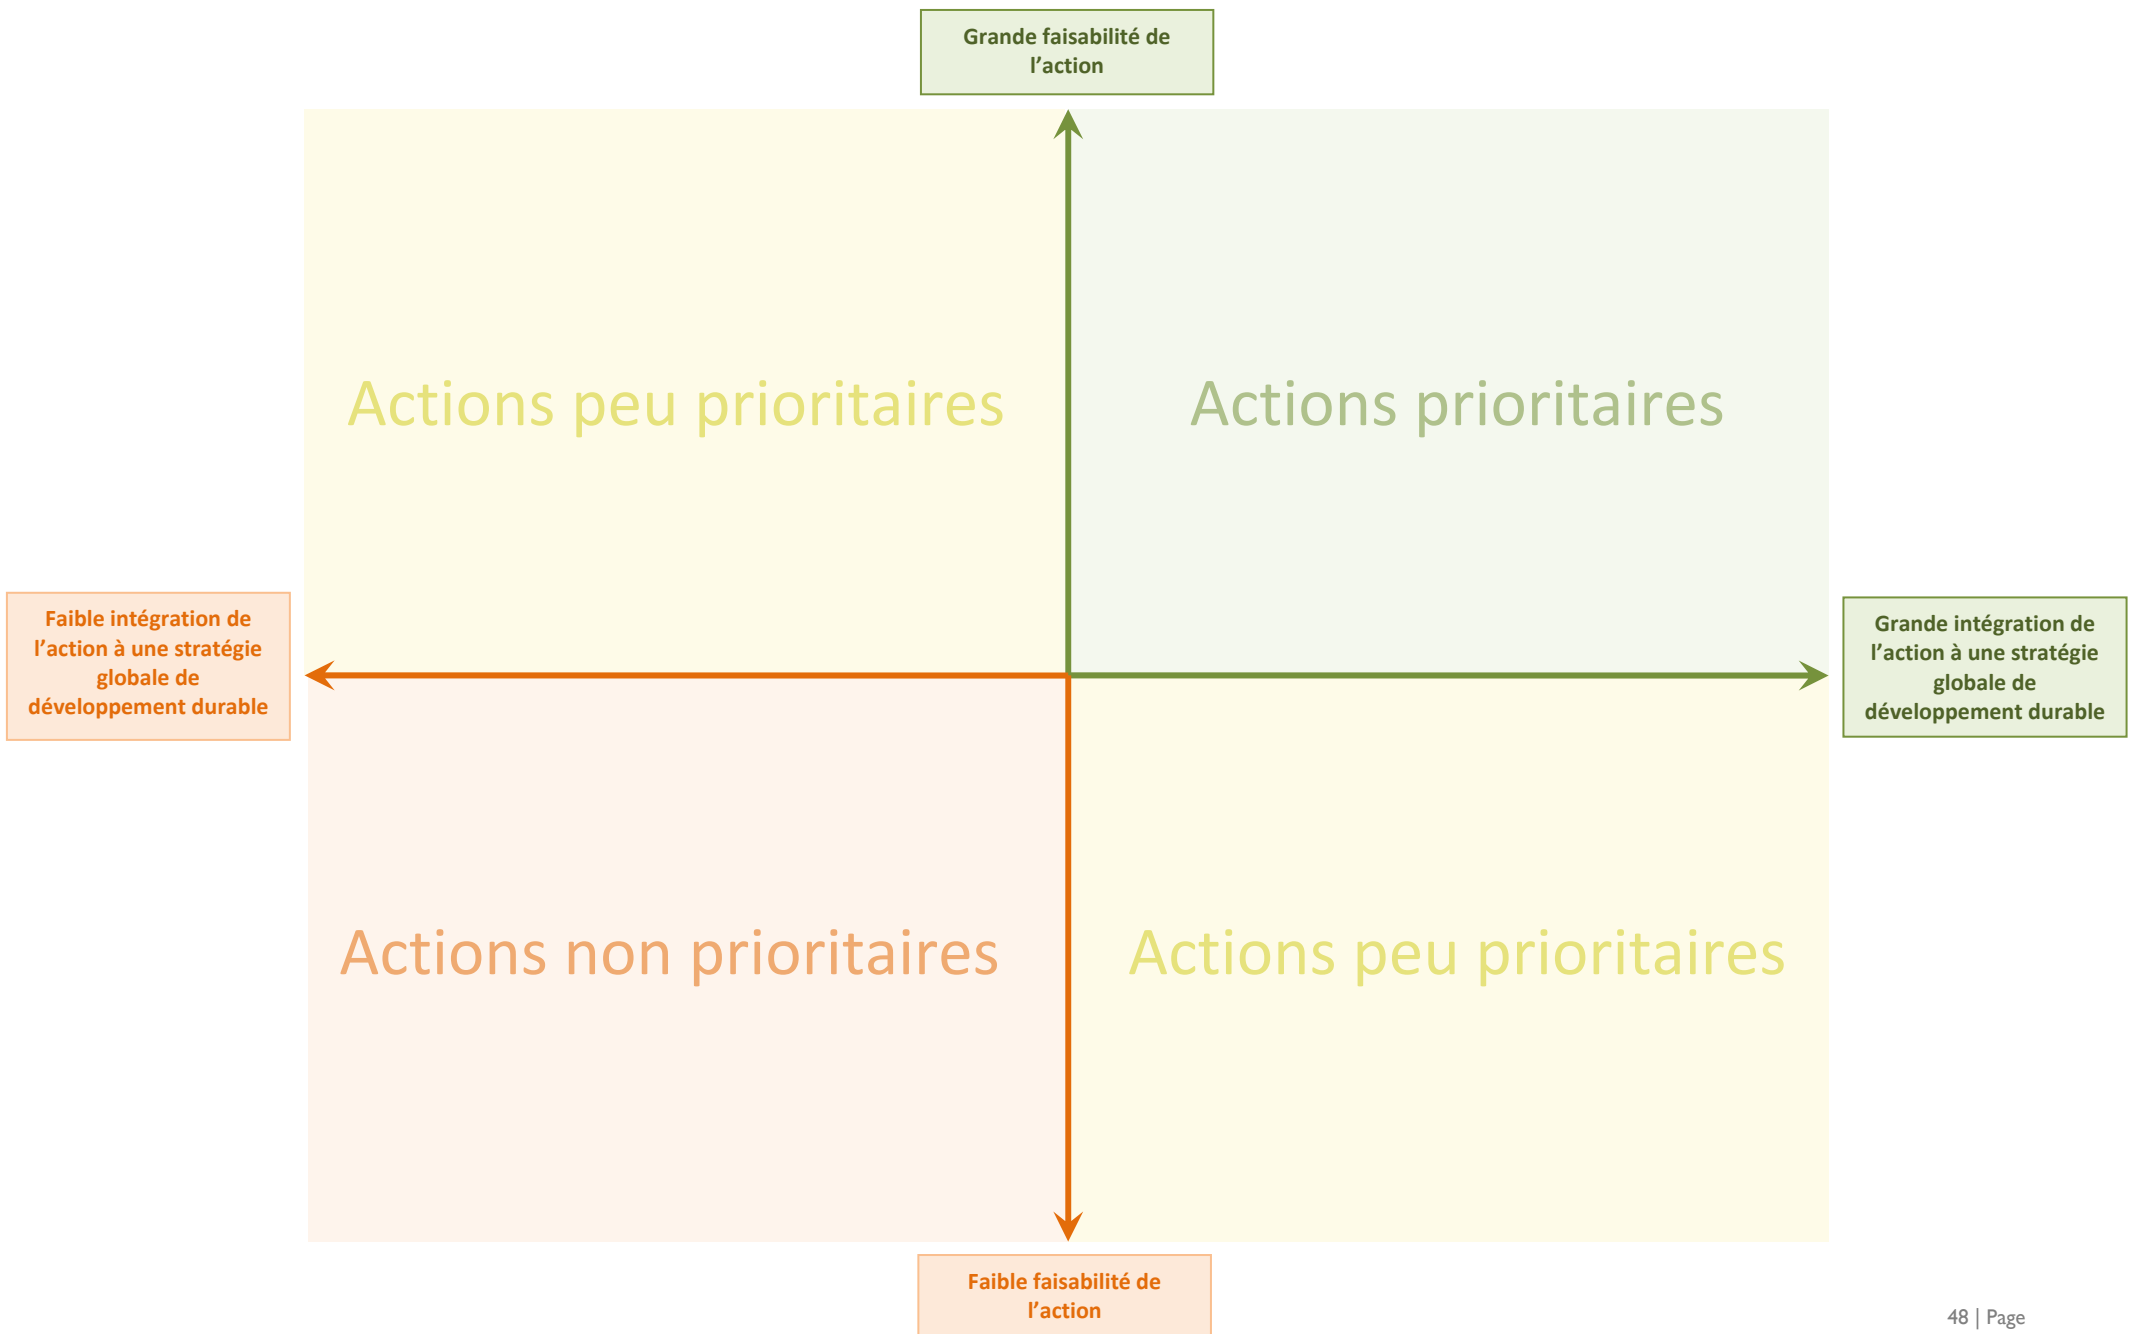 Grande faisabilité de
l’action
Actions peu prioritaires
Actions prioritaires
Faible intégration de
l’action à une stratégie
globale de
développement durable
Grande intégration de
l’action à une stratégie
globale de
développement durable
Actions non prioritaires
Actions peu prioritaires
Faible faisabilité de
l’action
48 | Page